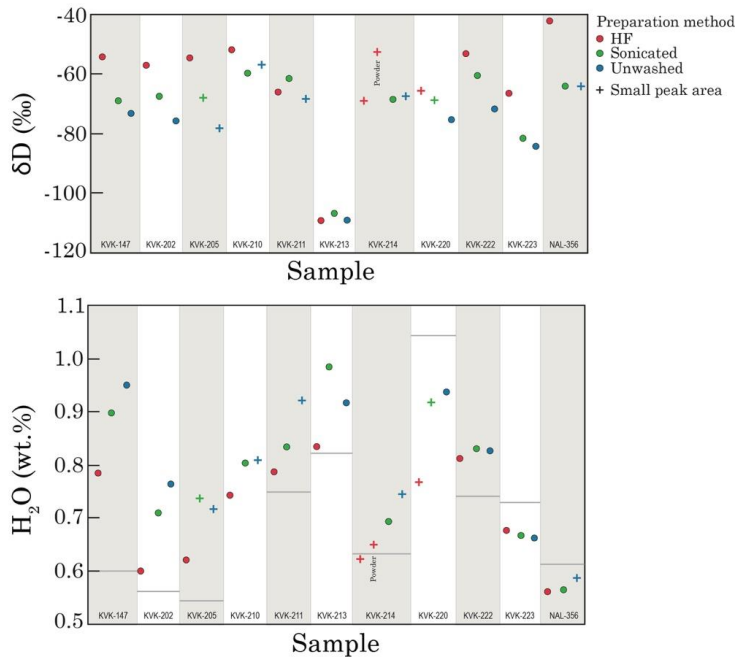 -40
-60
-80
-100
-120
δD (‰)
Powder
KVK-147 KVK-202 KVK-205 KVK-210 KVK-211 KVK-213 KVK-214 KVK-220 KVK-222 KVK-223 NAL-356
Sample
Preparation method
HF
Sonicated
Unwashed
+ Small peak area
1.1
1.0
0.9
0.8
0.7
0.6
0.5
H₂O (wt.%)
Powder
KVK-147 KVK-202 KVK-205 KVK-210 KVK-211 KVK-213 KVK-214 KVK-220 KVK-222 KVK-223 NAL-356
Sample